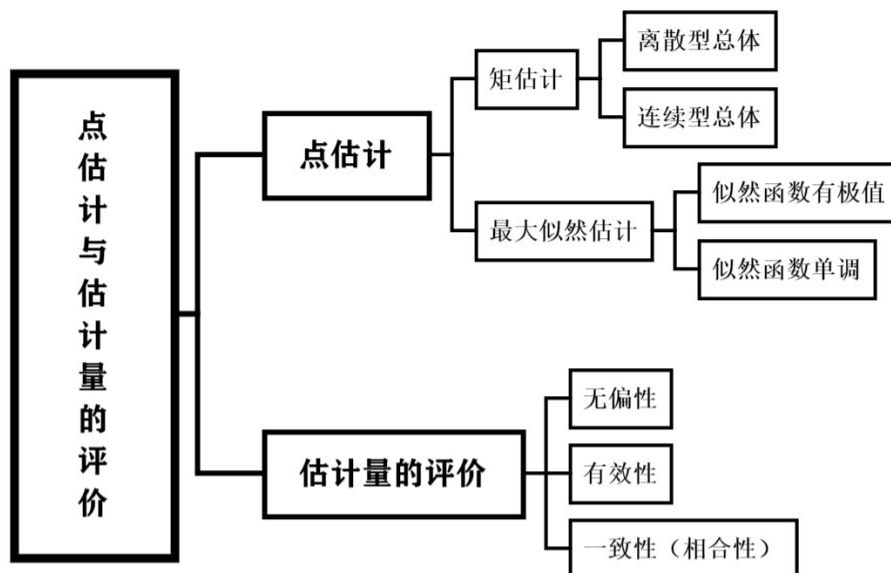 点估计与估计量的评价
点估计
矩估计
离散型总体
连续型总体
最大似然估计
似然函数有极值
似然函数单调
估计量的评价
无偏性
有效性
一致性（相合性）